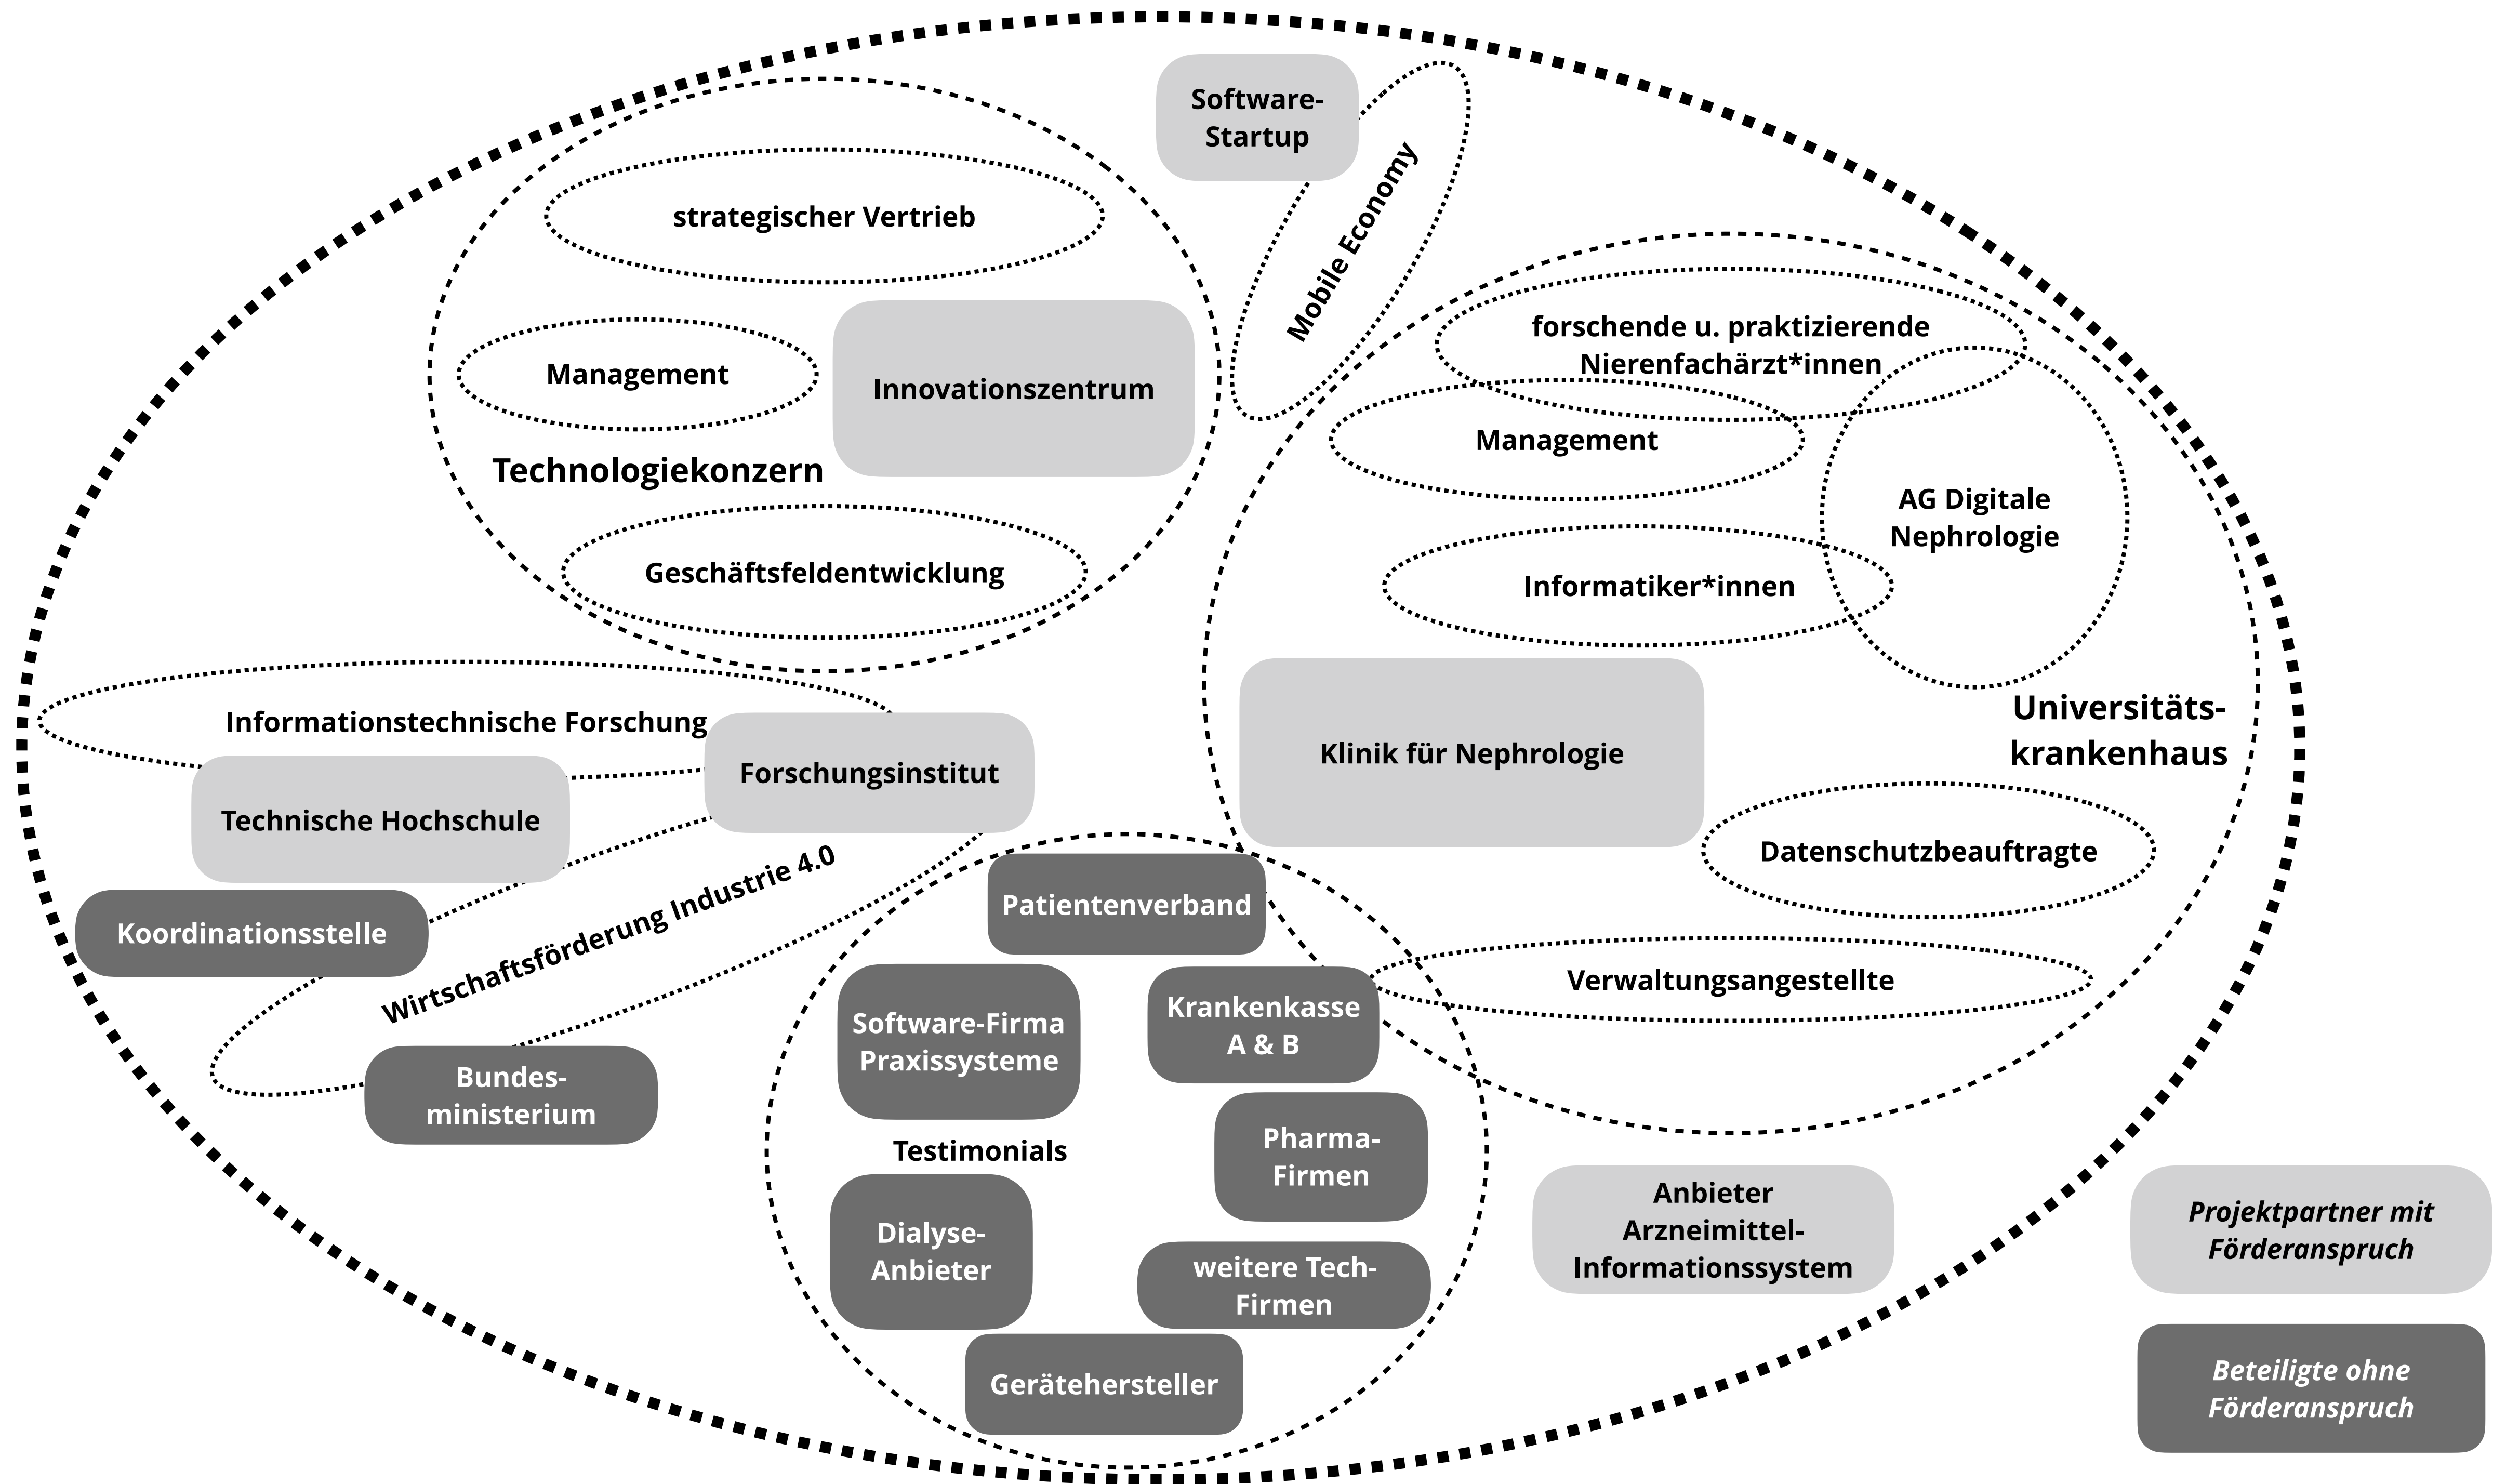 Software-
Startup
Mobile Economy
strategischer Vertrieb
Management
Innovationszentrum
Technologiekonzern
Geschäftsfeldentwicklung
forschende u. praktizierende
Nierenfachärzt*innen
Management
AG Digitale
Nephrologie
Informatiker*innen
Klinik für Nephrologie
Universitäts-
krankenhaus
Datenschutzbeauftragte
Verwaltungsangestellte
Informationstechnische Forschung
Forschungsinstitut
Technische Hochschule
Koordinationsstelle
Wirtschaftsförderung Industrie 4.0
Bundes-
ministerium
Patientenverband
Software-Firma
Praxissysteme
Krankenkasse
A & B
Testimonials
Pharma-
Firmen
Dialyse-
Anbieter
weitere Tech-
Firmen
Gerätehersteller
Anbieter
Arzneimittel-
Informationssystem
Projektpartner mit
Förderanspruch
Beteiligte ohne
Förderanspruch